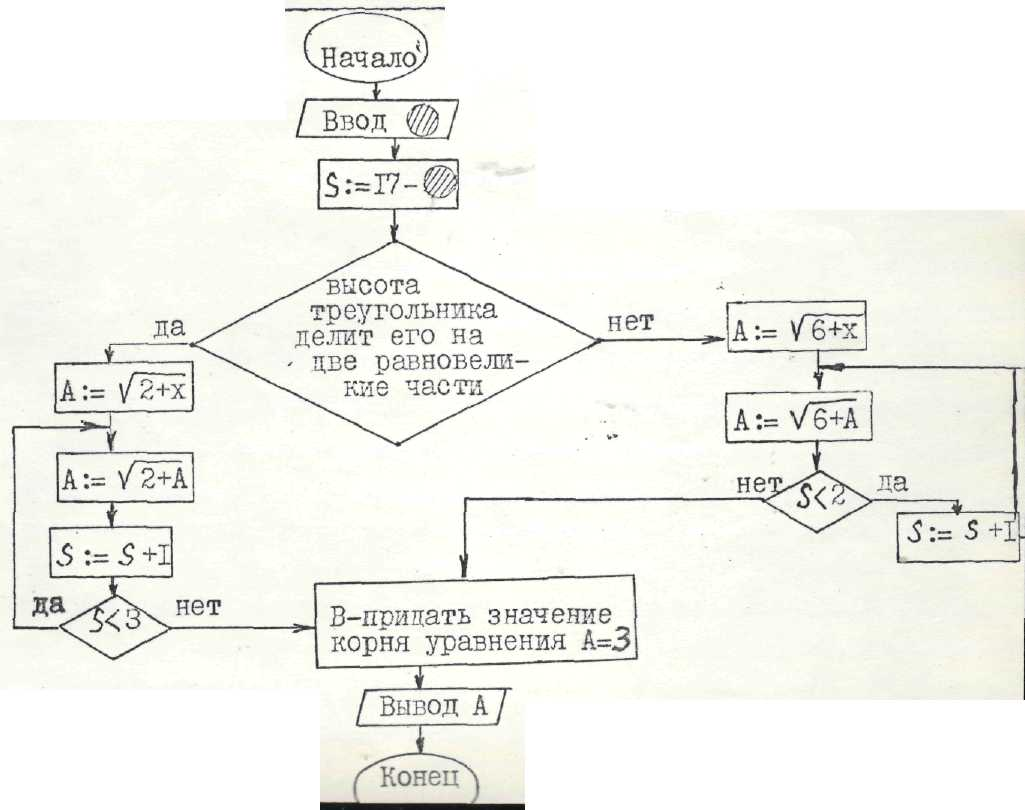 Начало
Ввод
S:=I7-
высота
треугольника
делит его на
две равновели-
кие части
да
нет
A:= √2+x
A:= √2+A
S:= S+I
S<3
да
нет
A:= √6+x
A:= √6+A
S<2
нет
да
S:= S+I
В-придать значение
корня уравнения A=3
Вывод A
Конец